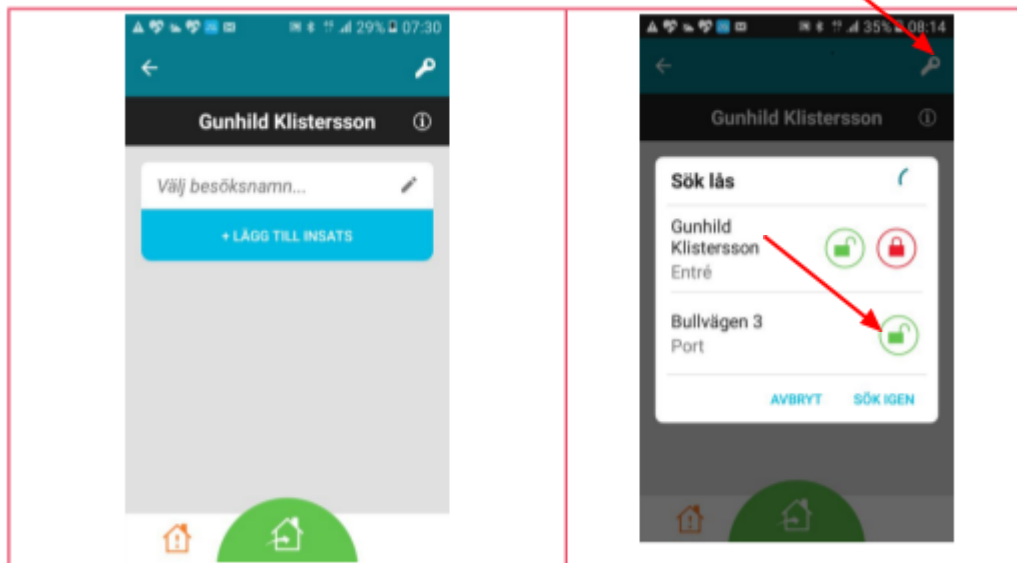 29% 07:30
Gunhild Klistersson
Välj besöksnamn...
+ LÄGG TILL INSATS
35% 08:14
Gunhild Klistersson
Sök lås
Gunhild
Klistersson
Entré
Bullvägen 3
Port
AVBRYT SÖK IGEN